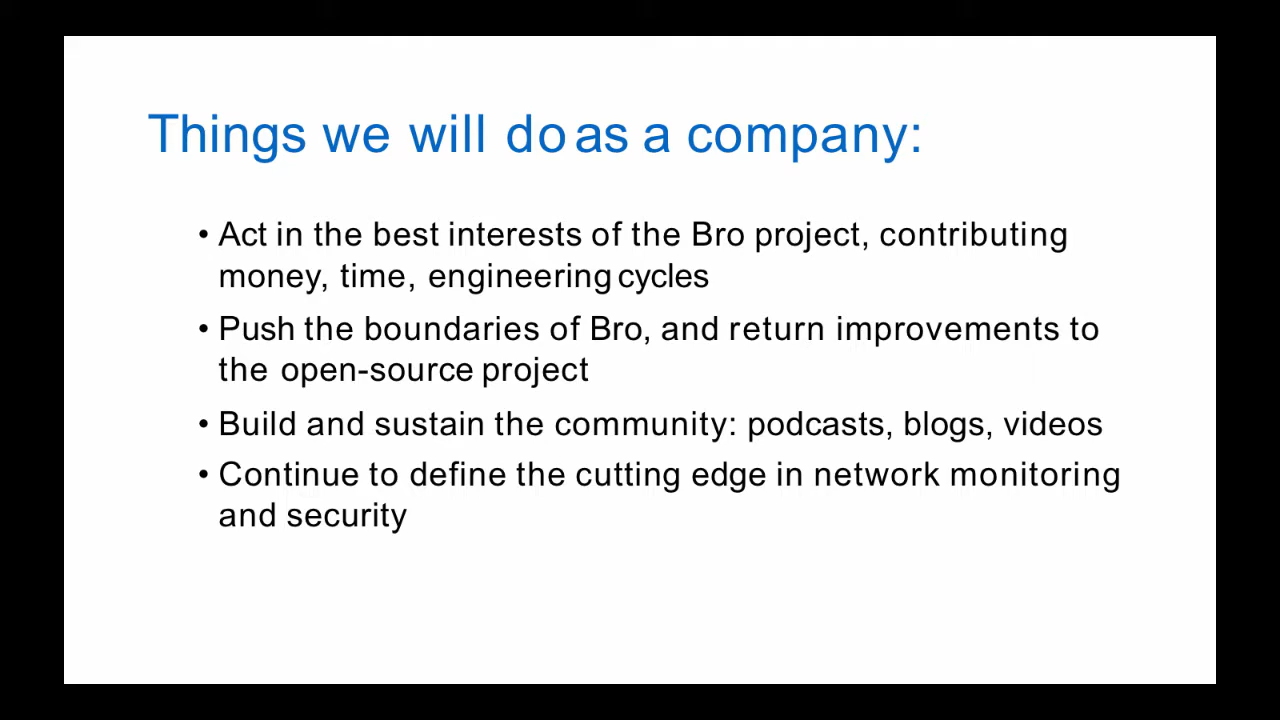 Things we will do as a company:
• Act in the best interests of the Bro project, contributing
money, time, engineering cycles
• Push the boundaries of Bro, and return improvements to
the open-source project
• Build and sustain the community: podcasts, blogs, videos
• Continue to define the cutting edge in network monitoring
and security